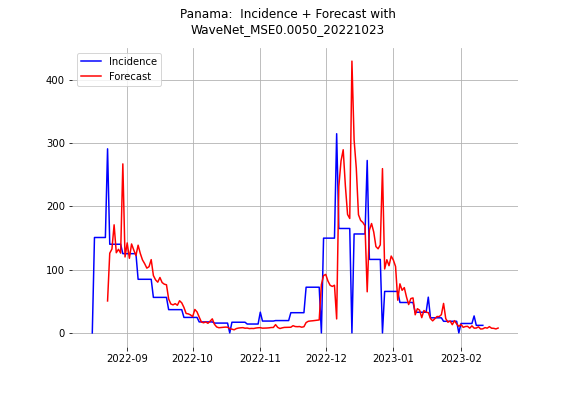 Panama:  Incidence + Forecast with
WaveNet_MSE0.0050_20221023
Incidence
Forecast
400
300
200
100
0
2022-09
2022-10
2022-11
2022-12
2023-01
2023-02